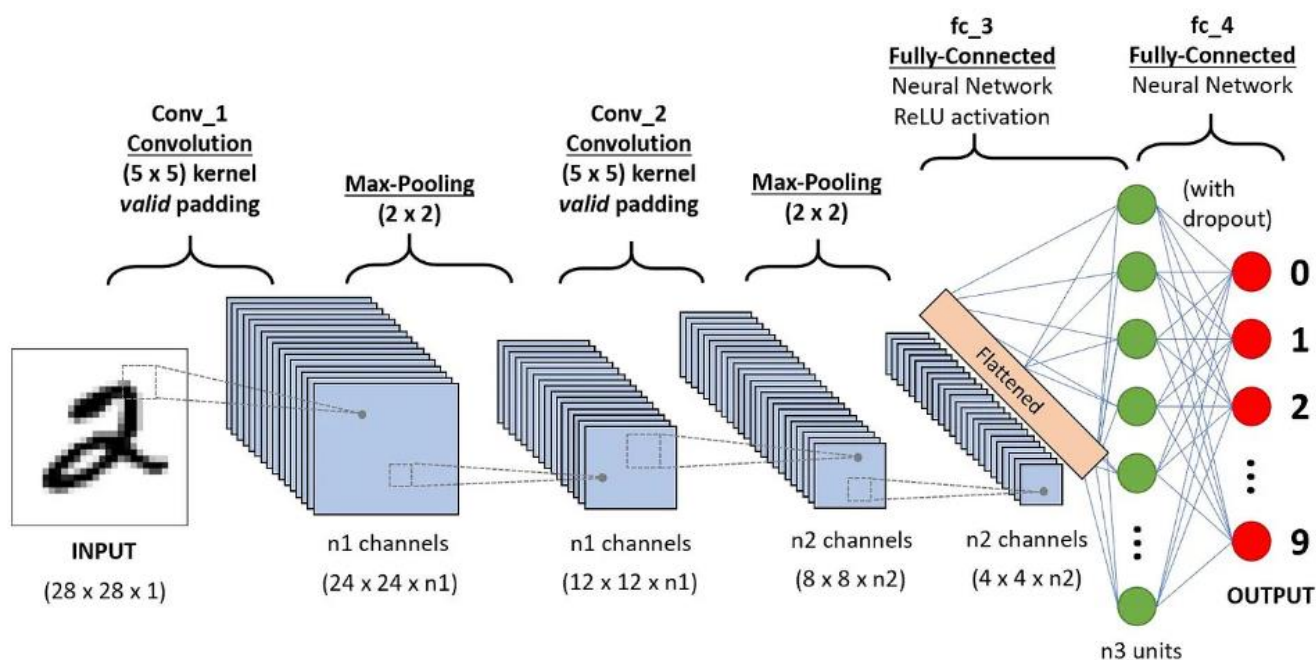 fc_3
Fully-Connected
Neural Network
ReLU activation
fc_4
Fully-Connected
Neural Network
Conv_1
Convolution
(5 x 5) kernel
valid padding
Max-Pooling
(2 x 2)
Conv_2
Convolution
(5 x 5) kernel
valid padding
Max-Pooling
(2 x 2)
(with
dropout)
Flattened
0
1
2
9
INPUT
(28 x 28 x 1)
n1 channels
(24 x 24 x n1)
n1 channels
(12 x 12 x n1)
n2 channels
(8 x 8 x n2)
n2 channels
(4 x 4 x n2)
n3 units
OUTPUT
2